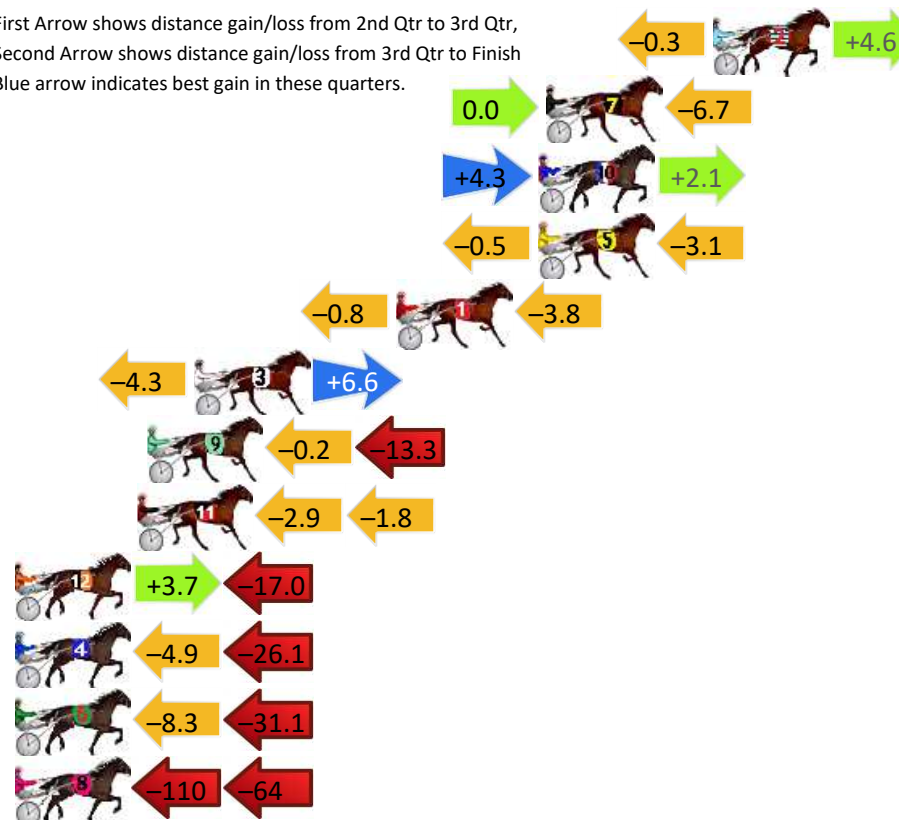 First Arrow shows distance gain/loss from 2nd Qtr to 3rd Qtr,
Second Arrow shows distance gain/loss from 3rd Qtr to Finish
Blue arrow indicates best gain in these quarters.
−0.3 2 +4.6
0.0 7 −6.7
+4.3 10 +2.1
−0.5 5 −3.1
−0.8 1 −3.8
−4.3 3 +6.6
9 −0.2 −13.3
11 −2.9 −1.8
12 +3.7 −17.0
4 −4.9 −26.1
6 −8.3 −31.1
8 −110 −64